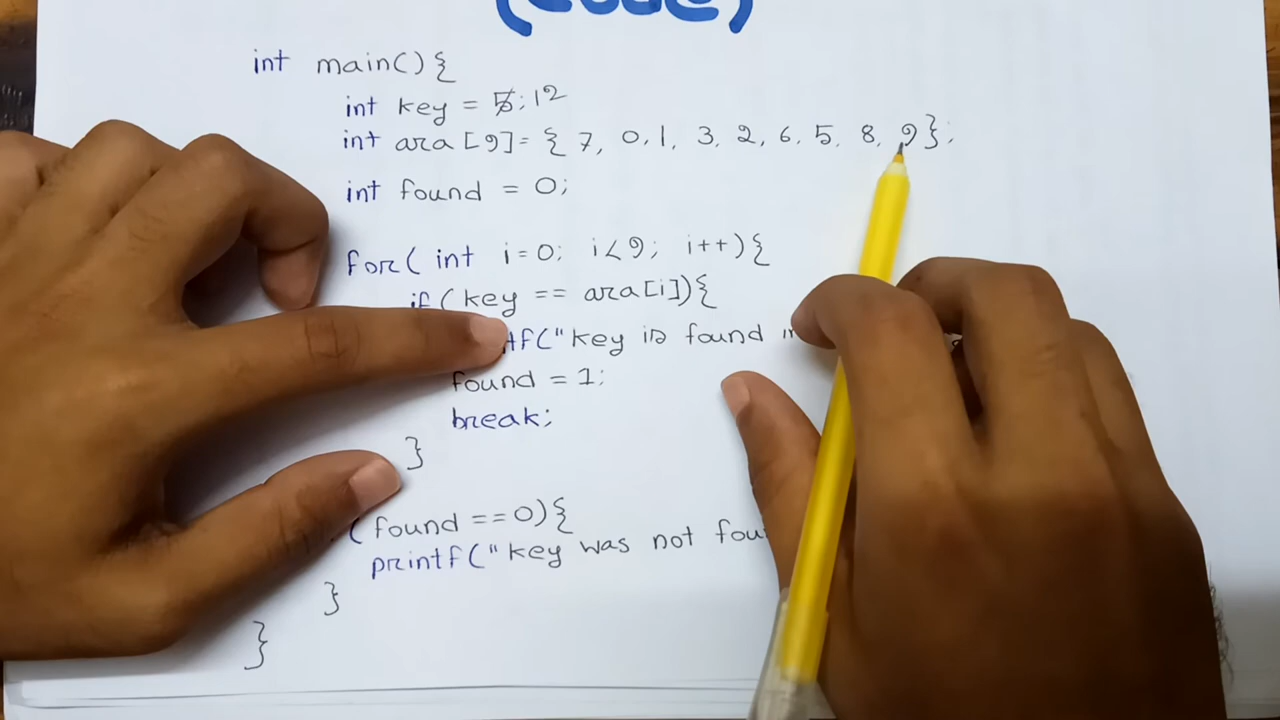 (Code)
int main(){
int key = 5; 12
int ara[9]= { 7, 0, 1, 3, 2, 6, 5, 8, 9};
int found = 0;
for( int i=0; i<9; i++){
if(key == ara[i]){
f("key is found
found = 1;
break;
}
(found ==0){
printf("key was not
}
}